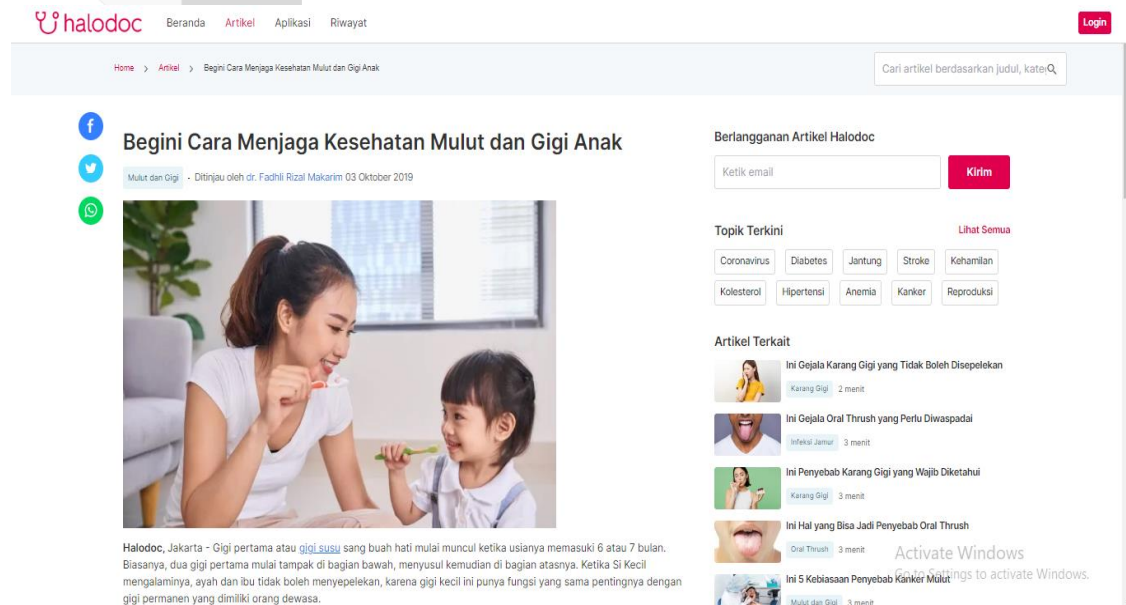 halodoc
Beranda Artikel Aplikasi Riwayat
Login
Home > Artikel > Begini Cara Menjaga Kesehatan Mulut dan Gigi Anak
Cari artikel berdasarkan judul, kate
Begini Cara Menjaga Kesehatan Mulut dan Gigi Anak
Mulut dan Gigi - Ditinjau oleh dr. Fadhli Rizal Makarim 03 Oktober 2019
Halodoc, Jakarta - Gigi pertama atau gigi susu sang buah hati mulai muncul ketika usianya memasuki 6 atau 7 bulan.
Biasanya, dua gigi pertama mulai tampak di bagian bawah, menyusul kemudian di bagian atasnya. Ketika Si Kecil
mengalaminya, ayah dan ibu tidak boleh menyepelekan, karena gigi kecil ini punya fungsi yang sama pentingnya dengan
gigi permanen yang dimiliki orang dewasa.
Berlangganan Artikel Halodoc
Ketik email Kirim
Topik Terkini Lihat Semua
Coronavirus Diabetes Jantung Stroke Kehamilan
Kolesterol Hipertensi Anemia Kanker Reproduksi
Artikel Terkait
Ini Gejala Karang Gigi yang Tidak Boleh Disepelekan
Karang Gigi 2 menit
Ini Gejala Oral Thrush yang Perlu Diwaspadai
Infeksi Jamur 3 menit
Ini Penyebab Karang Gigi yang Wajib Diketahui
Karang Gigi 3 menit
Ini Hal yang Bisa Jadi Penyebab Oral Thrush
Oral Thrush 3 menit
Ini 5 Kebiasaan Penyebab Kanker Mulut
Mulut dan Gigi 3 menit
Activate Windows
Go to Settings to activate Windows.